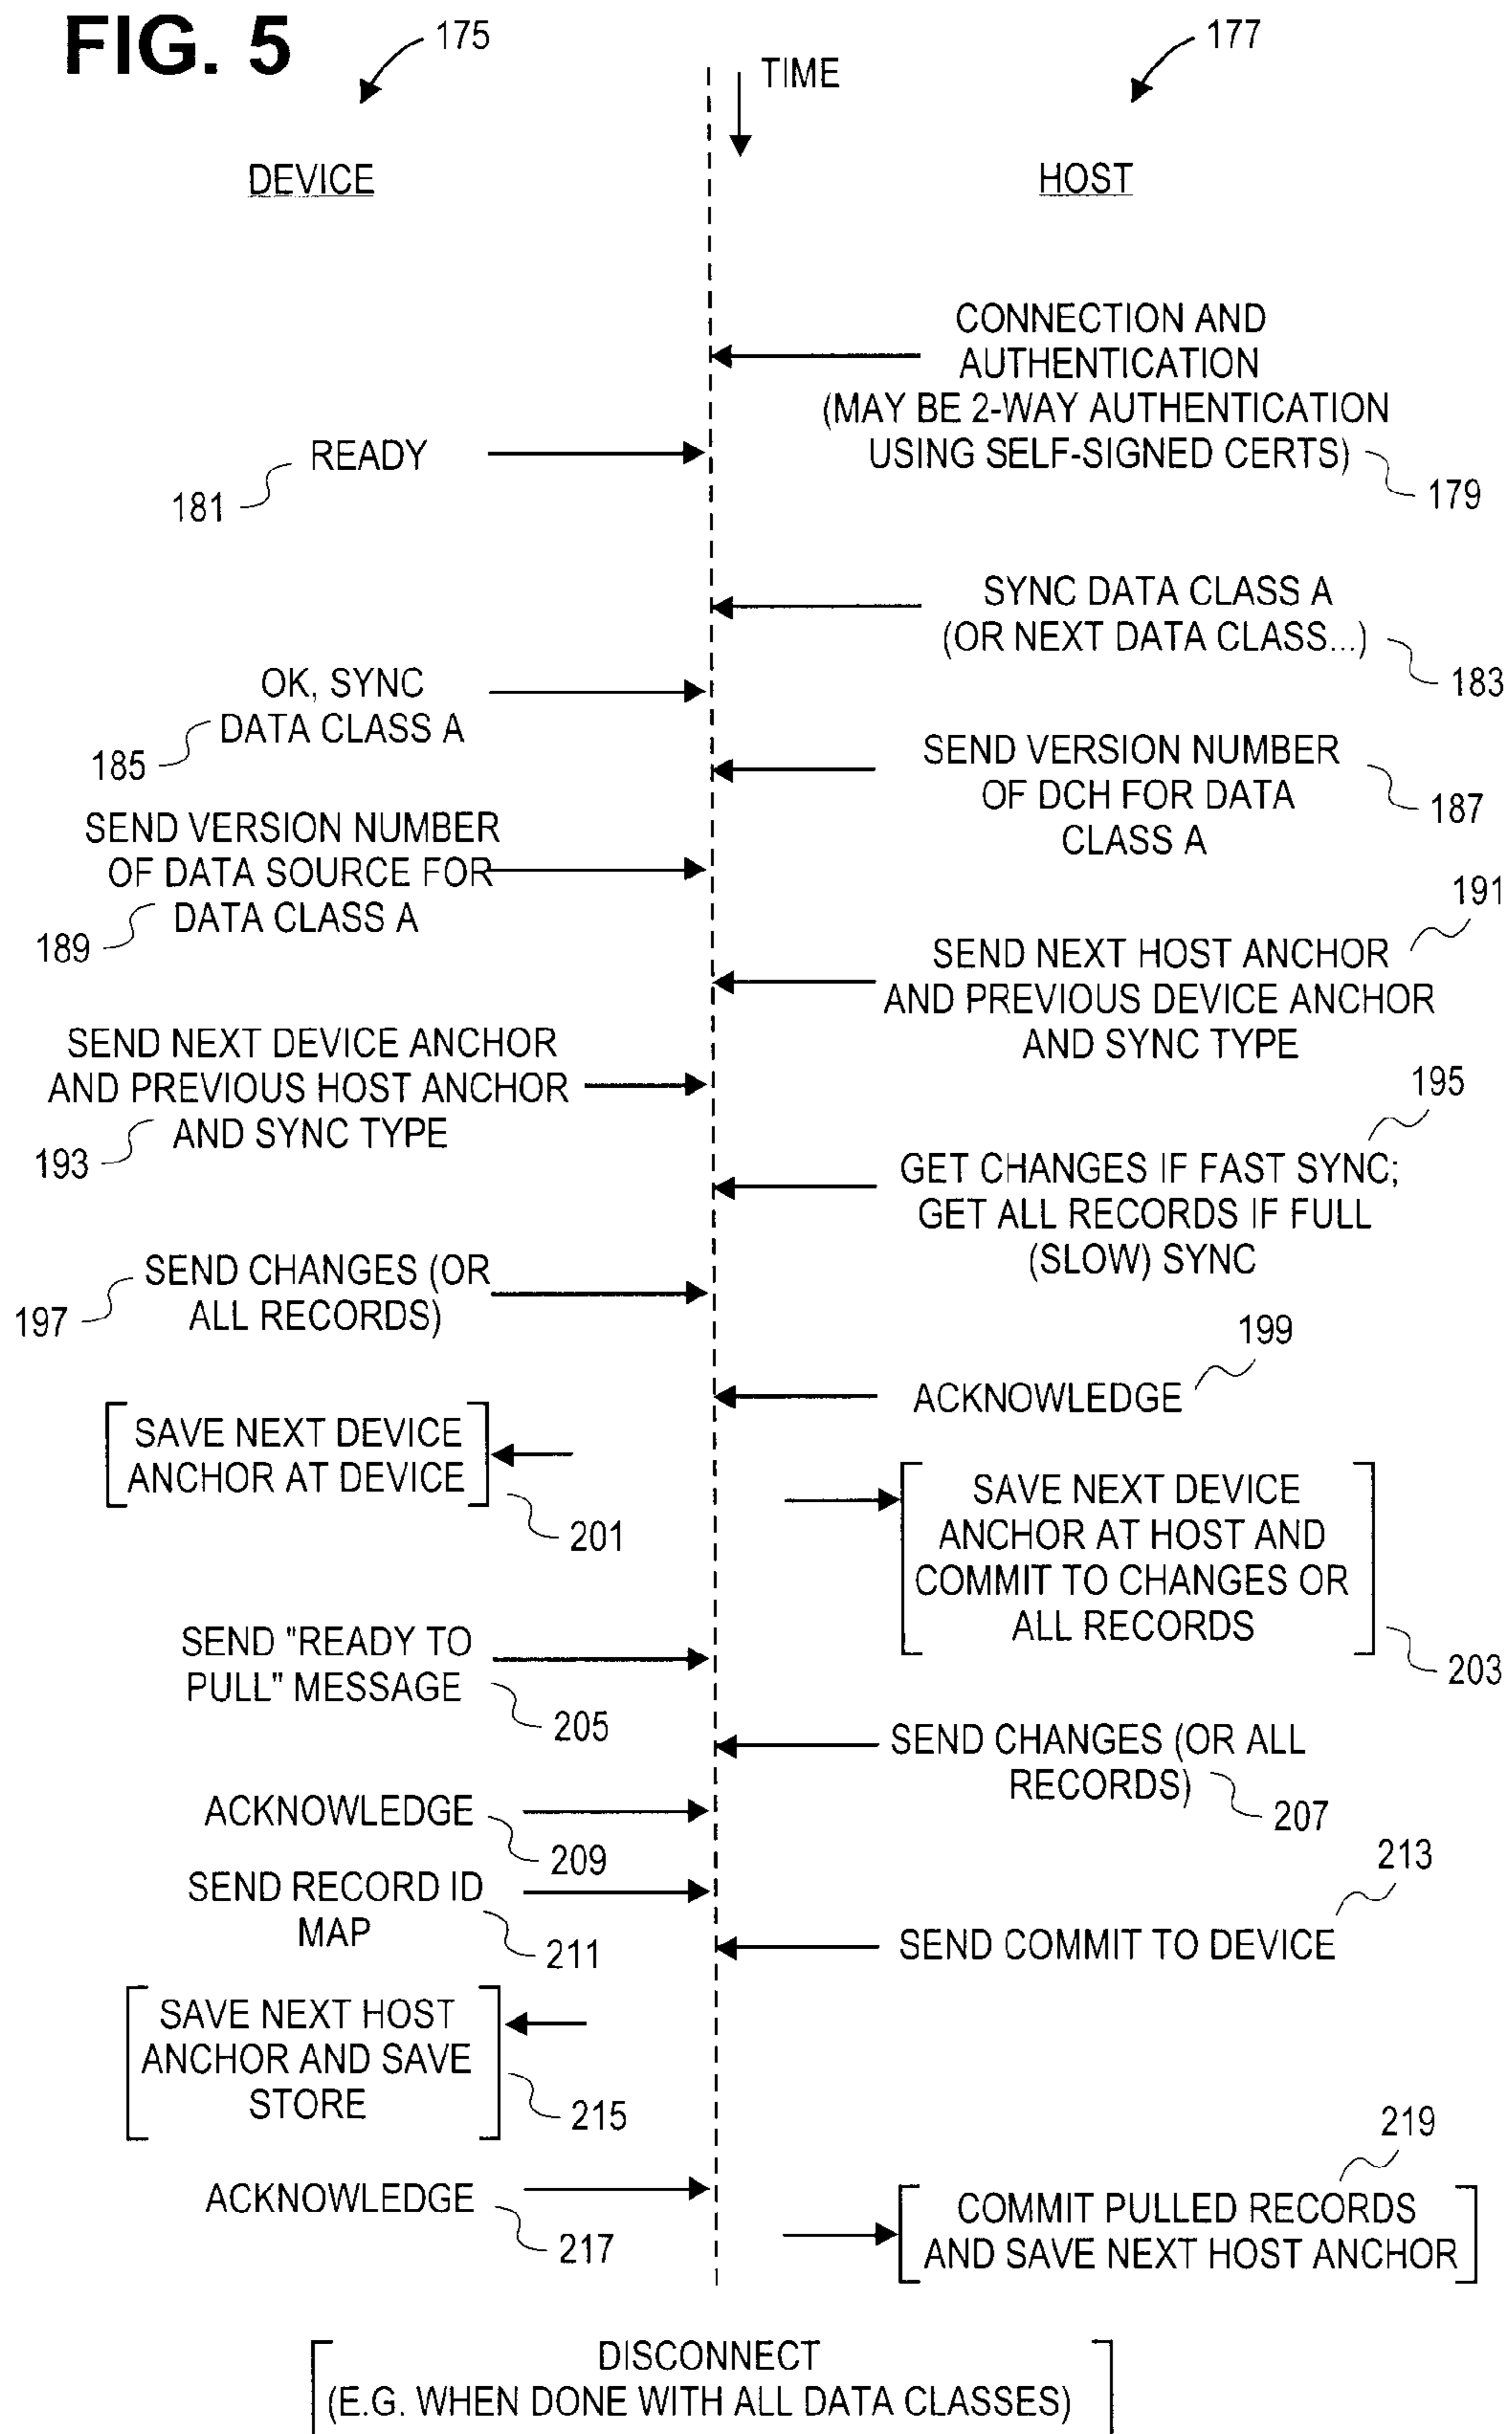 FIG. 5
175
177
TIME
DEVICE
HOST
CONNECTION AND
AUTHENTICATION
(MAY BE 2-WAY AUTHENTICATION
USING SELF-SIGNED CERTS)
179
READY
181
SYNC DATA CLASS A
(OR NEXT DATA CLASS...)
183
OK, SYNC
DATA CLASS A
185
SEND VERSION NUMBER
OF DCH FOR DATA
CLASS A
187
SEND VERSION NUMBER
OF DATA SOURCE FOR
DATA CLASS A
189
191
SEND NEXT HOST ANCHOR
AND PREVIOUS DEVICE ANCHOR
AND SYNC TYPE
SEND NEXT DEVICE ANCHOR
AND PREVIOUS HOST ANCHOR
AND SYNC TYPE
193
195
GET CHANGES IF FAST SYNC;
GET ALL RECORDS IF FULL
(SLOW) SYNC
SEND CHANGES (OR
ALL RECORDS)
197
199
ACKNOWLEDGE
SAVE NEXT DEVICE
ANCHOR AT DEVICE
201
SAVE NEXT DEVICE
ANCHOR AT HOST AND
COMMIT TO CHANGES OR
ALL RECORDS
203
SEND "READY TO
PULL" MESSAGE
205
SEND CHANGES (OR ALL
RECORDS)
207
ACKNOWLEDGE
209
SEND RECORD ID
MAP
211
213
SEND COMMIT TO DEVICE
SAVE NEXT HOST
ANCHOR AND SAVE
STORE
215
ACKNOWLEDGE
217
219
COMMIT PULLED RECORDS
AND SAVE NEXT HOST ANCHOR
DISCONNECT
(E.G. WHEN DONE WITH ALL DATA CLASSES)